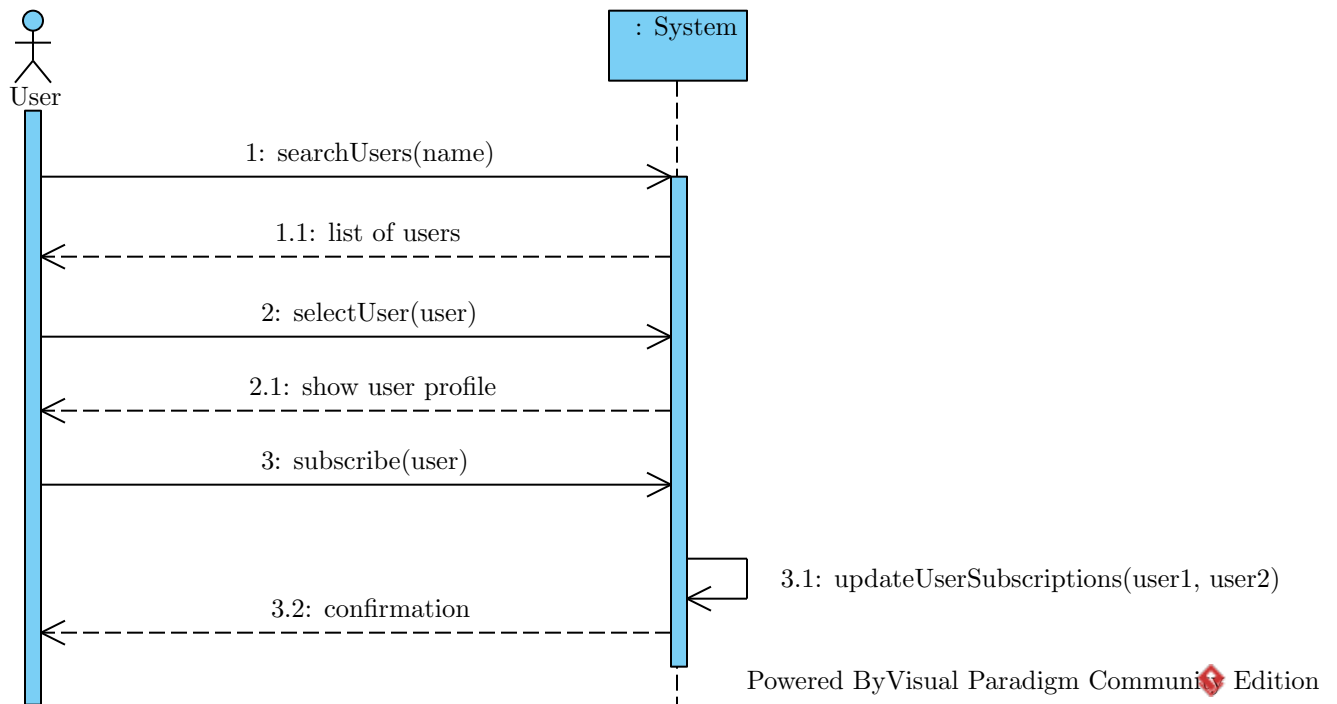 : System
User
1: searchUsers(name)
1.1: list of users
2: selectUser(user)
2.1: show user profile
3: subscribe(user)
3.1: updateUserSubscriptions(user1, user2)
3.2: confirmation
Powered ByVisual Paradigm Community Edition